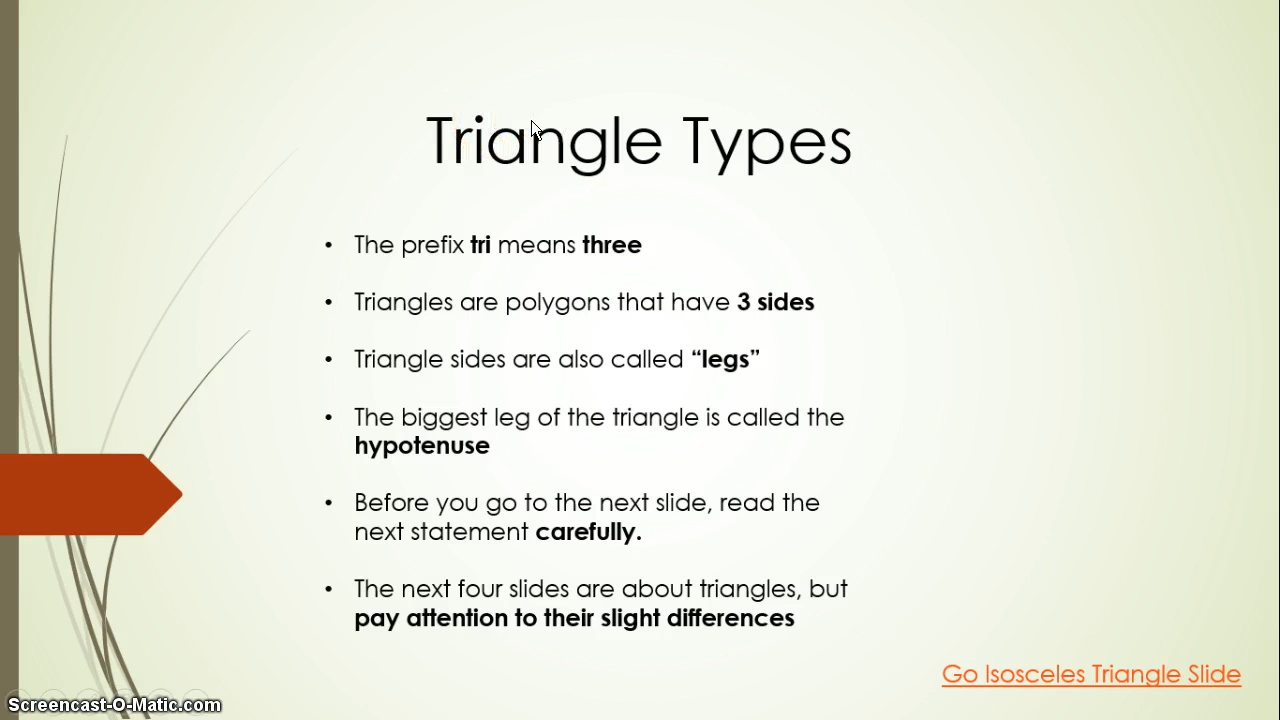 Triangle Types
• The prefix tri means three
• Triangles are polygons that have 3 sides
• Triangle sides are also called “legs”
• The biggest leg of the triangle is called the
hypotenuse
• Before you go to the next slide, read the
next statement carefully.
• The next four slides are about triangles, but
pay attention to their slight differences
Go Isosceles Triangle Slide
Screencast-O-Matic.com